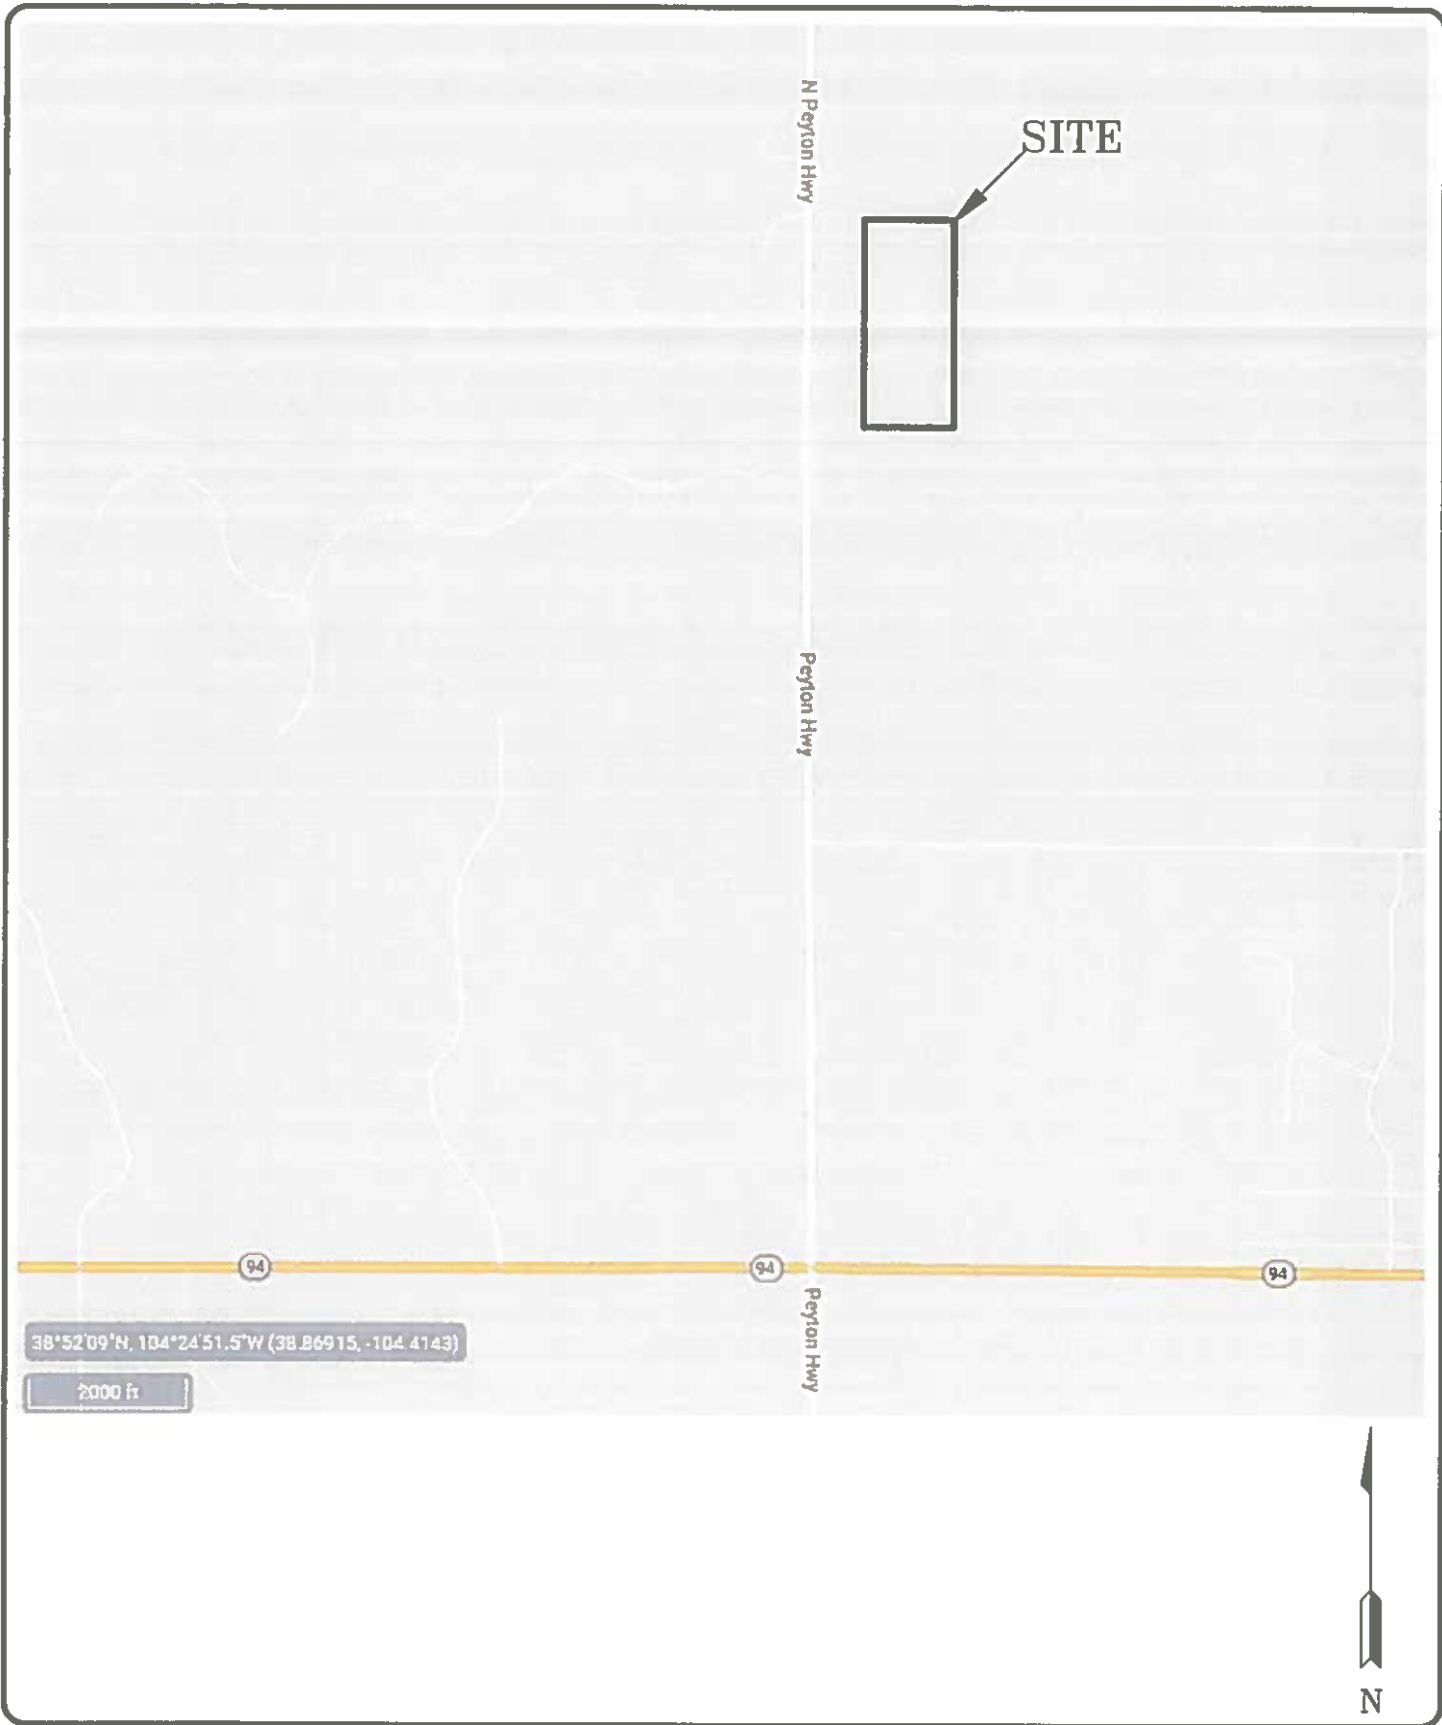 N Peyton Hwy
SITE
Peyton Hwy
94
94
94
Peyton Hwy
38°52'09"N, 104°24'51.5"W (38.86915, -104.4143)
2000 ft
N